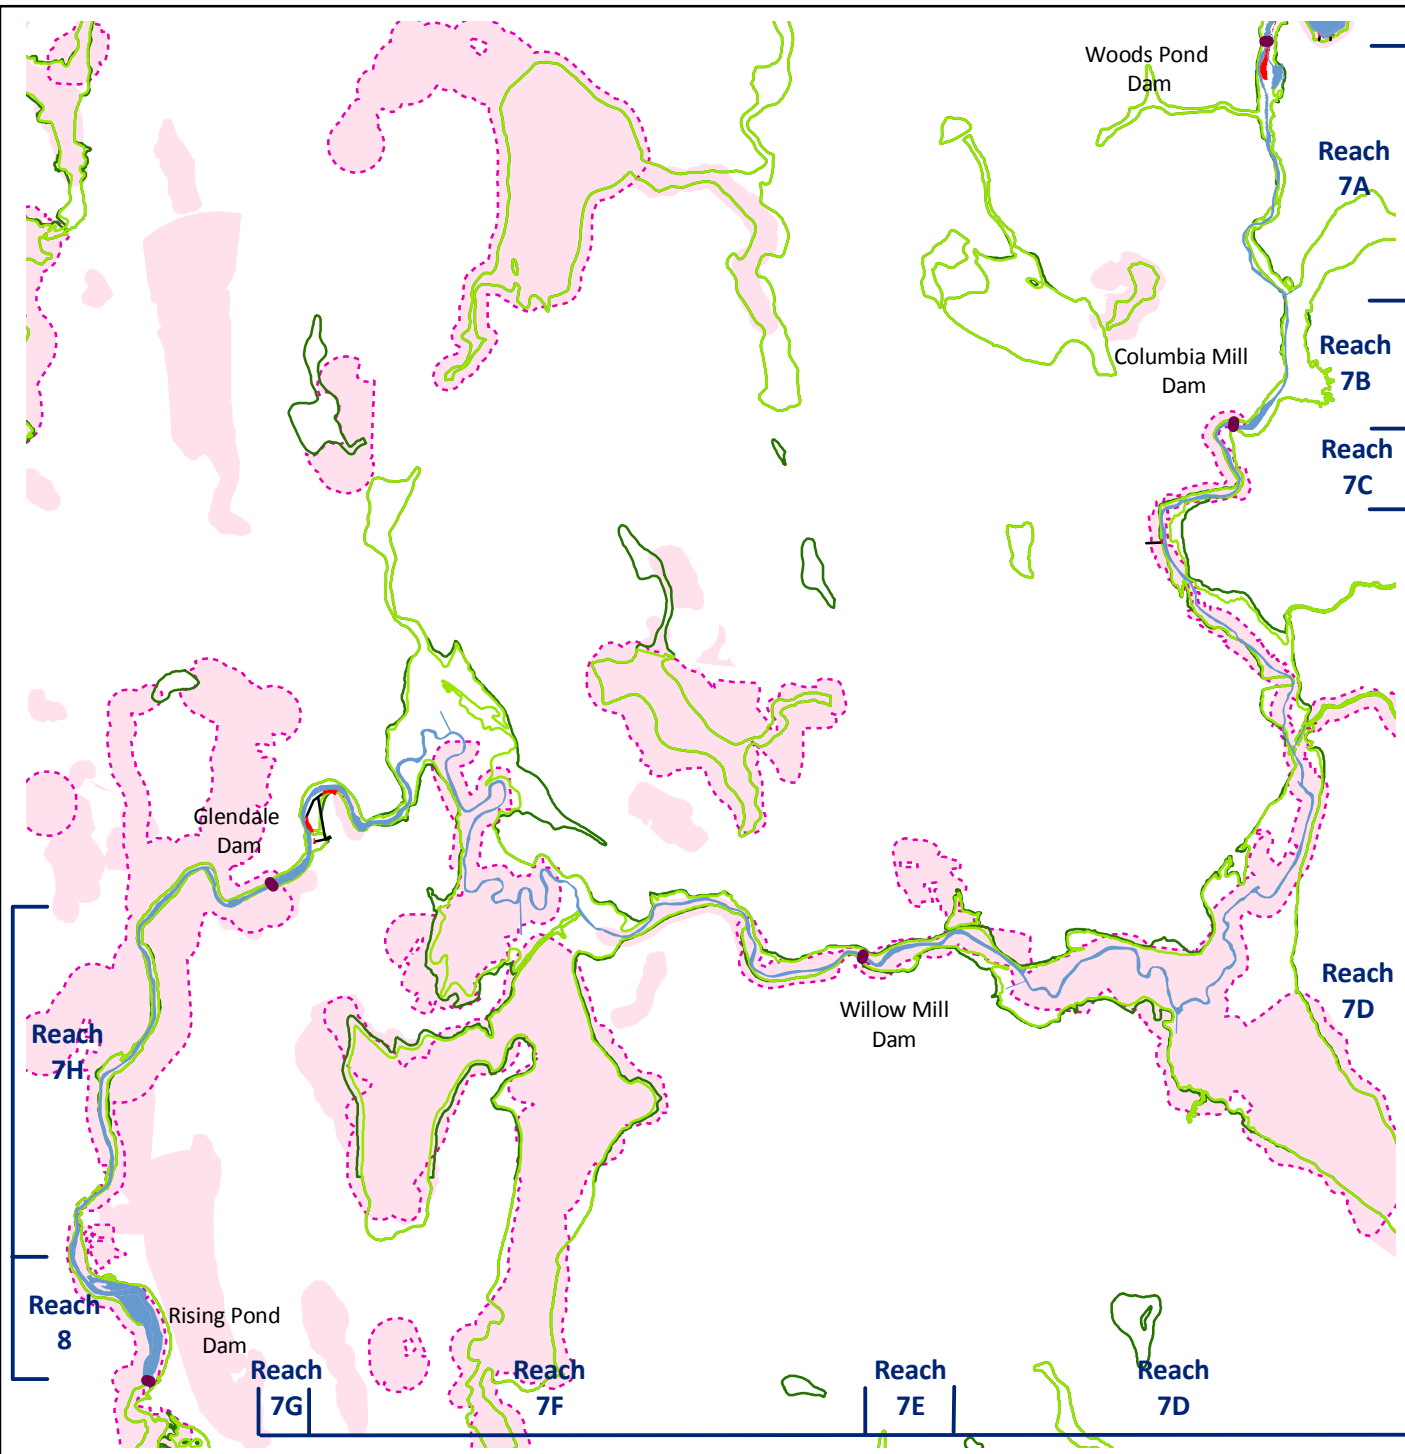 Woods Pond
Dam
Reach
7A
Columbia Mill
Dam
Reach
7B
Reach
7C
Glendale
Dam
Willow Mill
Dam
Reach
7D
Reach
7H
Reach
8
Rising Pond
Dam
Reach
7G
Reach
7F
Reach
7E
Reach
7D